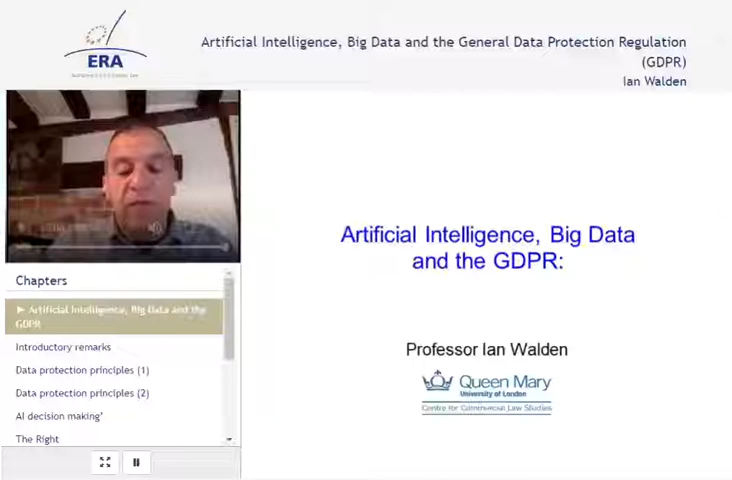 Artificial Intelligence, Big Data and the General Data Protection Regulation
(GDPR)
Ian Walden
ERA
Artificial Intelligence, Big Data
and the GDPR:
Chapters
► Artificial Intelligence, Big Data and the
GDPR
Introductory remarks
Data protection principles (1)
Data protection principles (2)
AI decision making'
The Right
Professor Ian Walden
Queen Mary
University of London
Centre for Commercial Law Studies